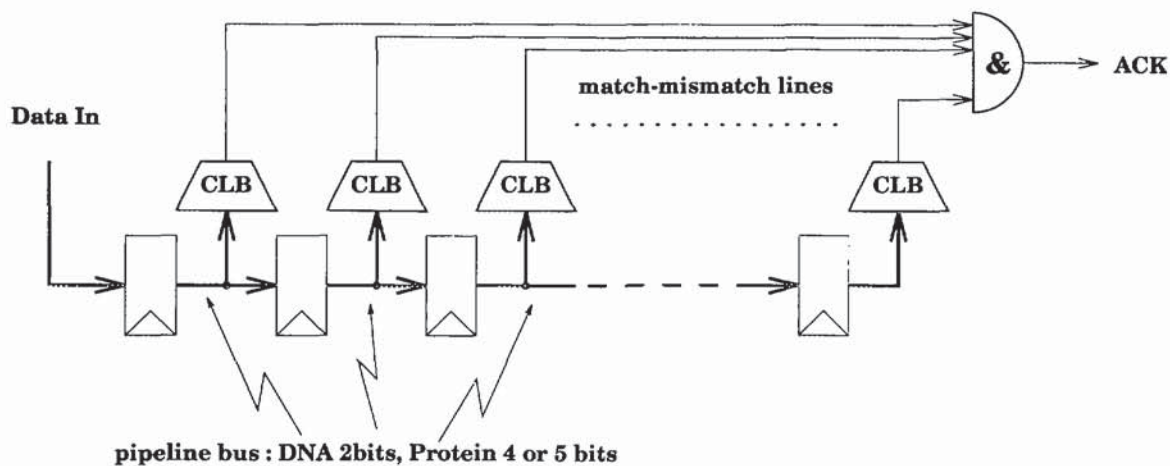 &
ACK
match-mismatch lines
Data In
CLB
CLB
CLB
CLB
pipeline bus : DNA 2bits, Protein 4 or 5 bits